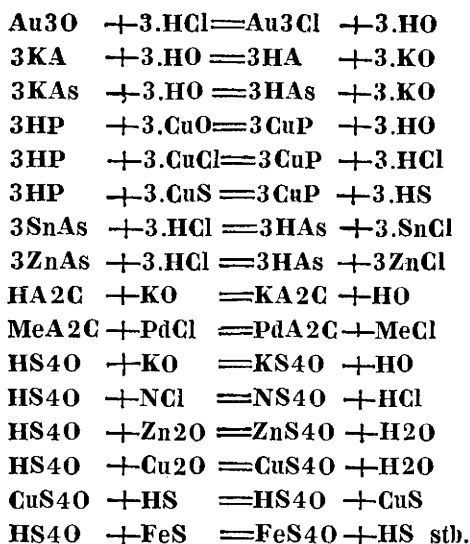 Au3O +3.HCl=Au3Cl +3.HO
3KA +3.HO =3HA +3.KO
3KAs +3.HO =3HAs +3.KO
3HP +3.CuO=3CuP +3.HO
3HP +3.CuCl=3CuP +3.HCl
3HP +3.CuS =3CuP +3.HS
3SnAs +3.HCl =3HAs +3.SnCl
3ZnAs +3.HCl =3HAs +3ZnCl
HA2C +KO =KA2C +HO
MeA2C +PdCl =PdA2C+MeCl
HS4O +KO =KS4O +HO
HS4O +NCl =NS4O +HCl
HS4O +Zn2O =ZnS4O +H2O
HS4O +Cu2O =CuS4O +H2O
CuS4O +HS =HS4O +CuS
HS4O +FeS =FeS4O+HS stb.